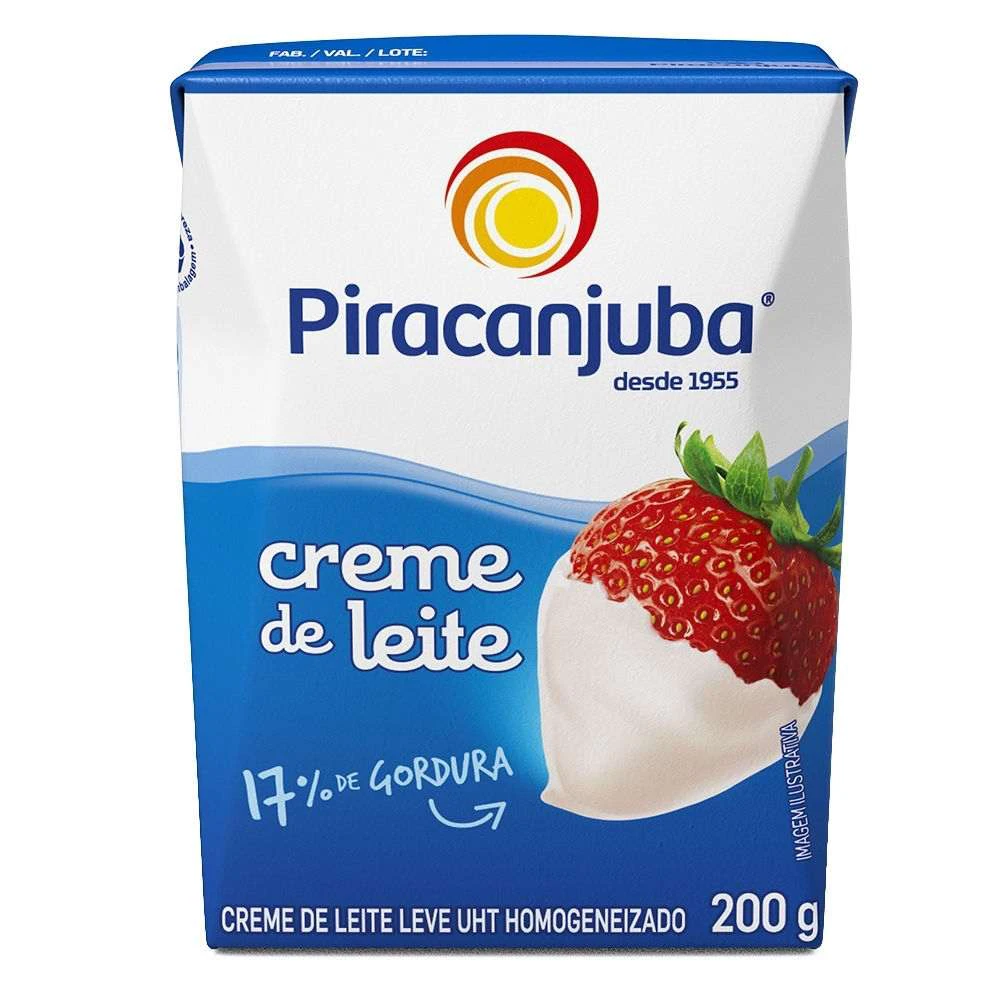 FAB. / VAL. / LOTE:
Piracanjuba®
desde 1955
creme
de leite
17% DE GORDURA
IMAGEM ILUSTRATIVA
CREME DE LEITE LEVE UHT HOMOGENEIZADO 200 g